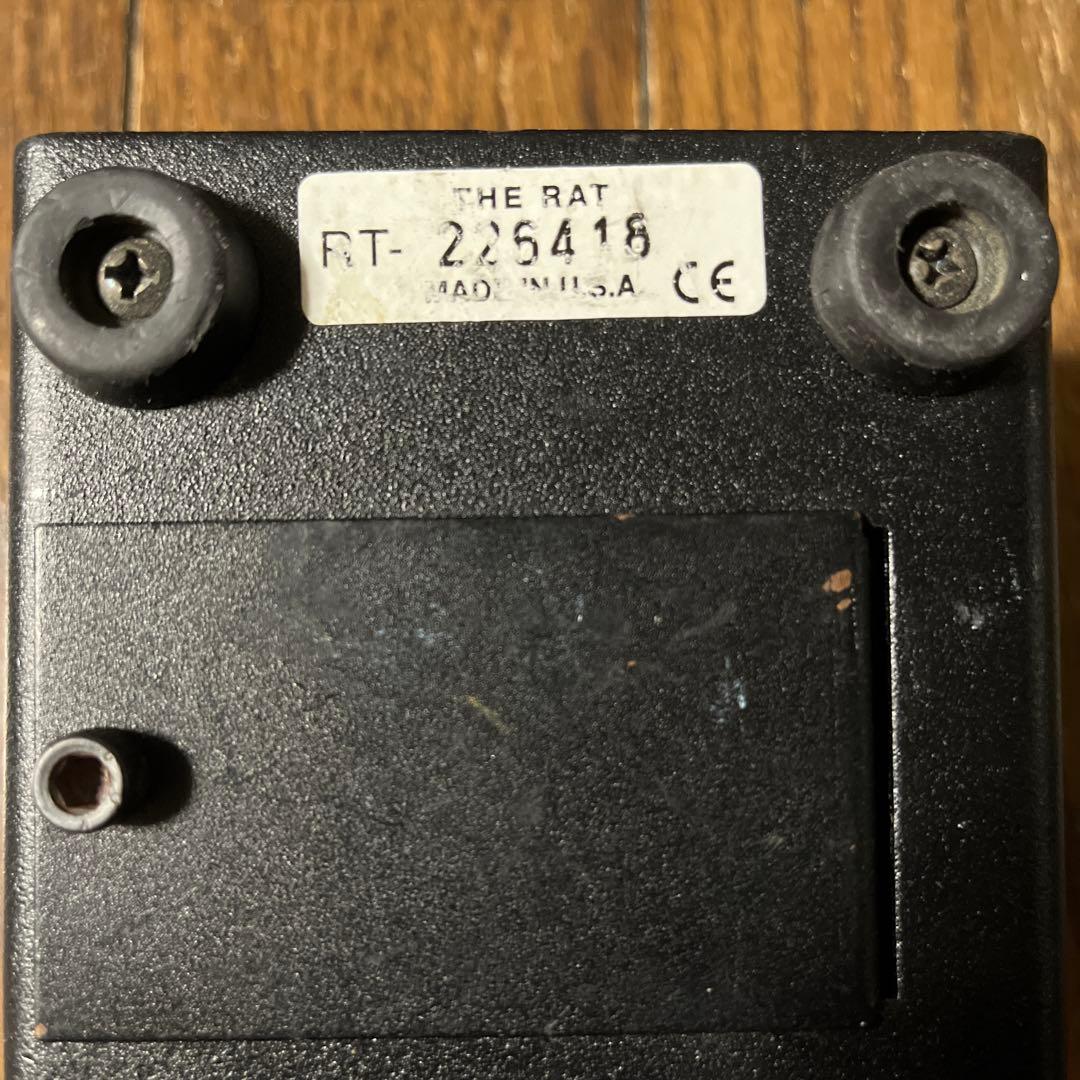 THE RAT
RT- 226418
MADE IN U.S.A. CE